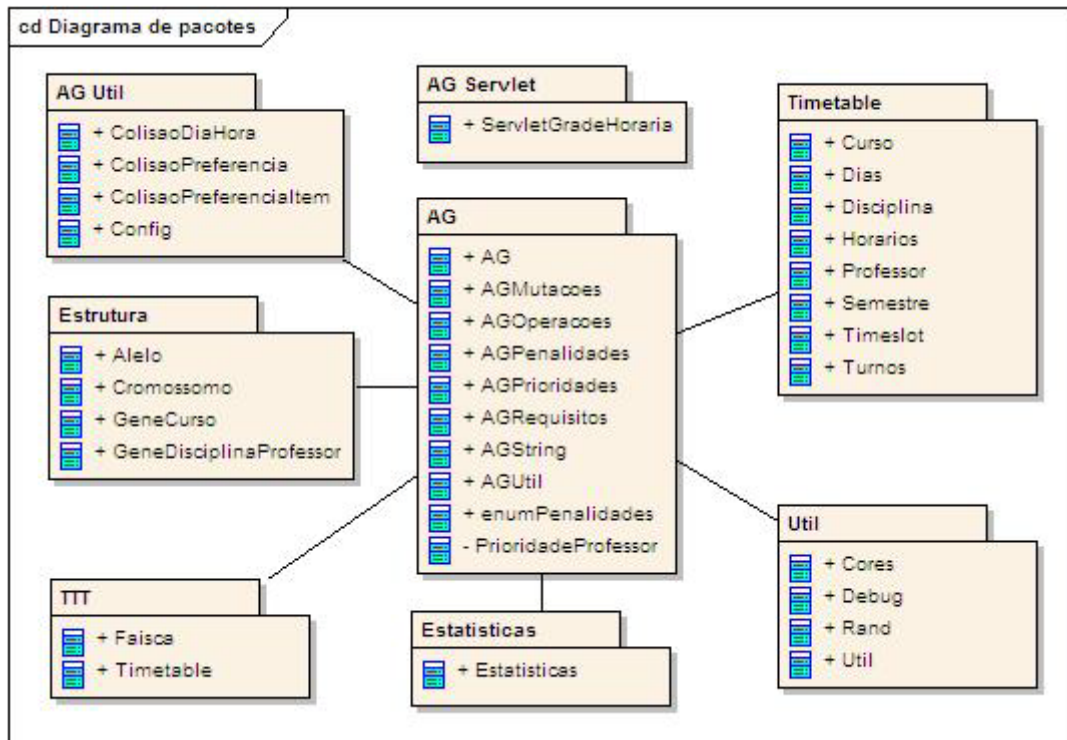 cd Diagrama de pacotes
AG Util
+ ColisaoDiaHora
+ ColisaoPreferencia
+ ColisaoPreferenciaItem
+ Config
AG Servlet
+ ServletGradeHoraria
Timetable
+ Curso
+ Dias
+ Disciplina
+ Horarios
+ Professor
+ Semestre
+ Timeslot
+ Turnos
AG
+ AG
+ AGMutacoes
+ AGOperacoes
+ AGPenalidades
+ AGPrioridades
+ AGRequisitos
+ AGString
+ AGUtil
+ enumPenalidades
- PrioridadeProfessor
Estrutura
+ Alelo
+ Cromossomo
+ GeneCurso
+ GeneDisciplinaProfessor
Util
+ Cores
+ Debug
+ Rand
+ Util
TTT
+ Faisca
+ Timetable
Estatisticas
+ Estatisticas